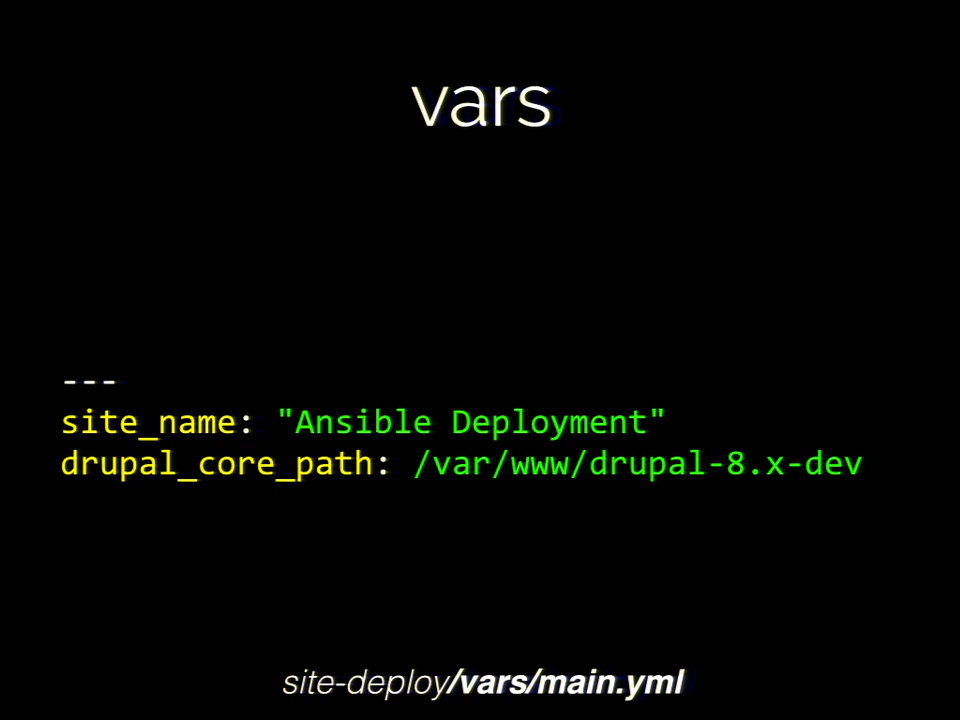 vars
---
site_name: "Ansible Deployment"
drupal_core_path: /var/www/drupal-8.x-dev
site-deploy/vars/main.yml